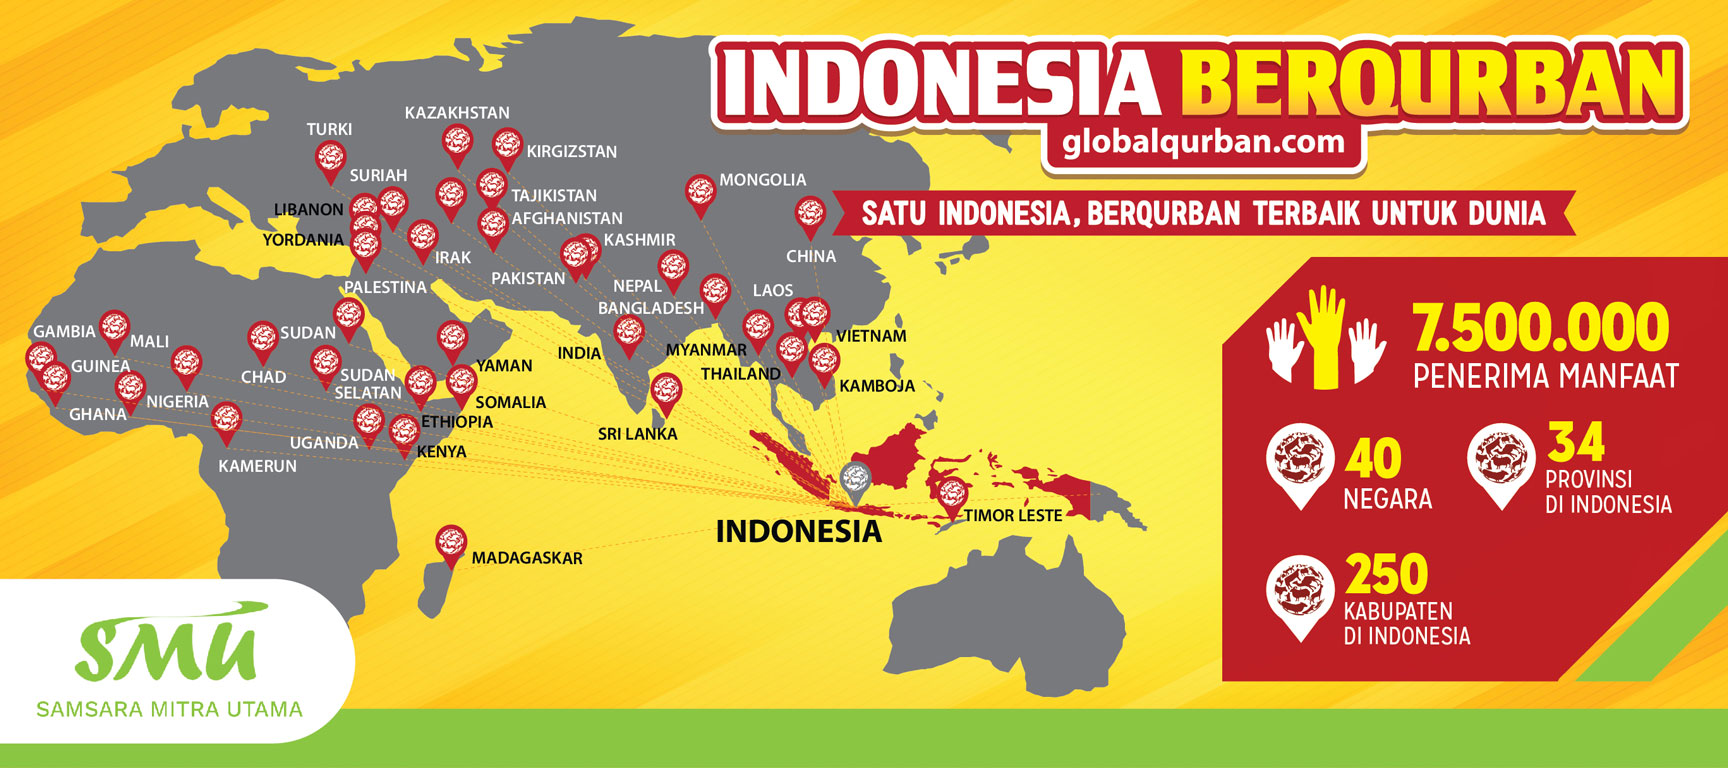 INDONESIA BERQURBAN
globalqurban.com
SATU INDONESIA, BERQURBAN TERBAIK UNTUK DUNIA
KAZAKHSTAN
TURKI
KIRGIZSTAN
SURIAH
MONGOLIA
TAJIKISTAN
LIBANON
AFGHANISTAN
YORDANIA
KASHMIR
IRAK
CHINA
PAKISTAN
NEPAL
PALESTINA
LAOS
BANGLADESH
GAMBIA
MALI
SUDAN
VIETNAM
INDIA
MYANMAR
GUINEA
YAMAN
CHAD
SUDAN
SELATAN
THAILAND
KAMBOJA
NIGERIA
SOMALIA
GHANA
ETHIOPIA
SRI LANKA
UGANDA
KENYA
KAMERUN
TIMOR LESTE
INDONESIA
MADAGASKAR
7.500.000
PENERIMA MANFAAT
40
NEGARA
34
PROVINSI
DI INDONESIA
250
KABUPATEN
DI INDONESIA
SMU
SAMSARA MITRA UTAMA